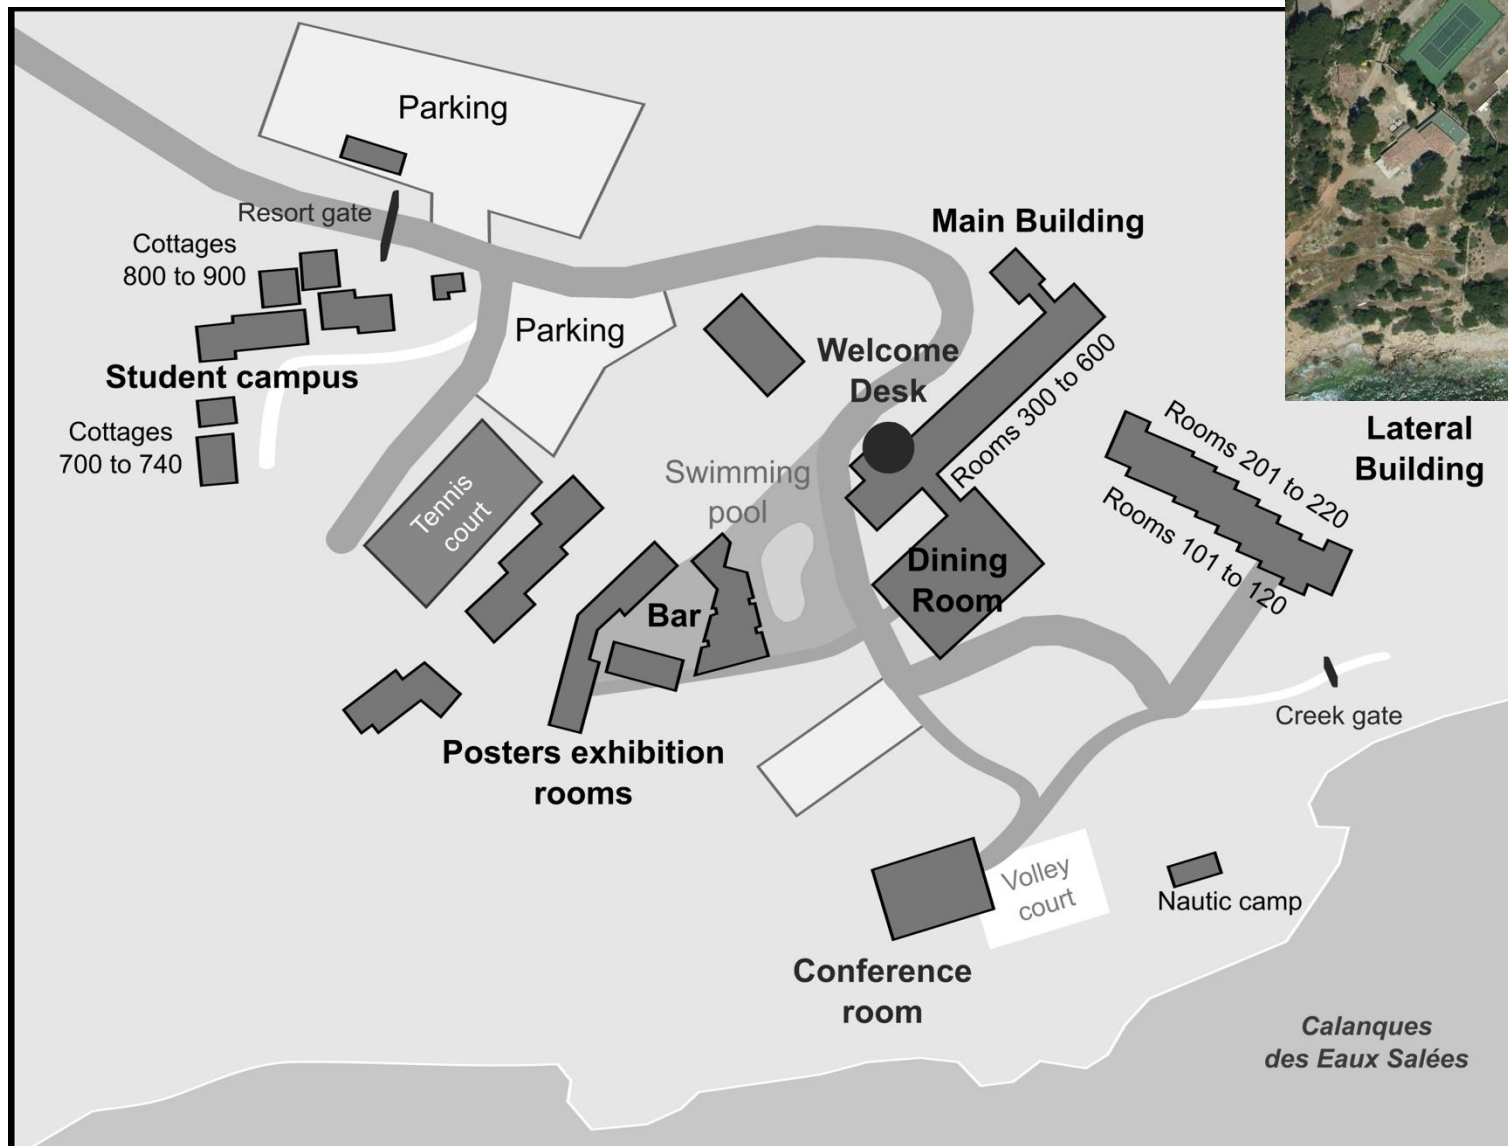 Parking
Resort gate
Cottages
800 to 900
Main Building
Parking
Welcome
Desk
Rooms 300 to 600
Student campus
Cottages
700 to 740
Lateral
Building
Rooms 201 to 220
Rooms 101 to 120
Swimming
pool
Tennis
court
Dining
Room
Bar
Creek gate
Posters exhibition
rooms
Volley
court
Nautic camp
Conference
room
Calanques
des Eaux Salées